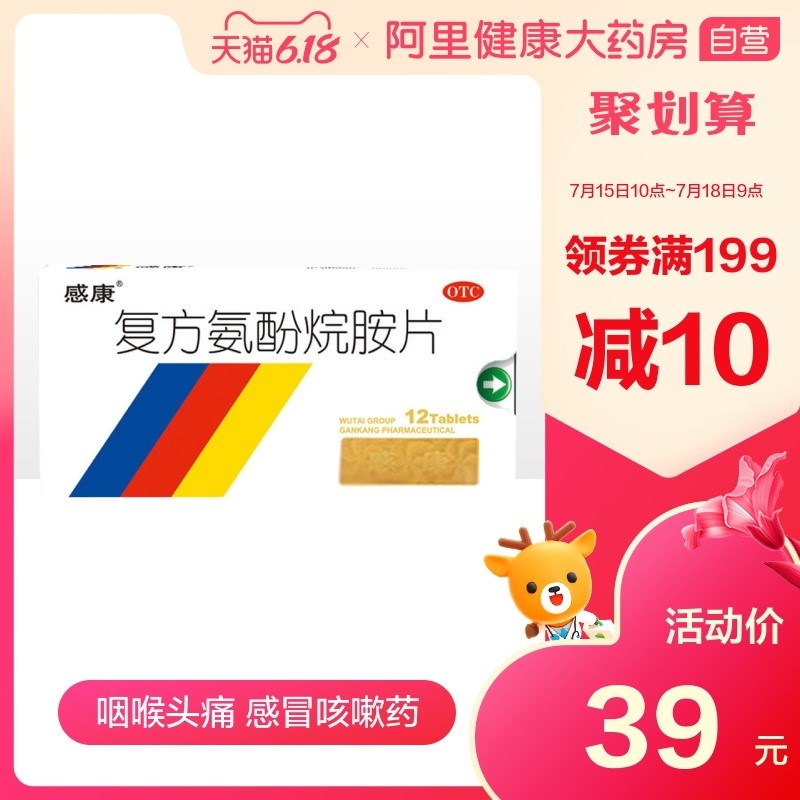 天猫6.18 × 阿里健康大药房 自营
聚划算
7月15日10点~7月18日9点
领券满199
减10
感康®
OTC
复方氨酚烷胺片
12Tablets
WUTAI GROUP
GANKANG PHARMACEUTICAL
咽喉头痛 感冒咳嗽药
活动价
39 元